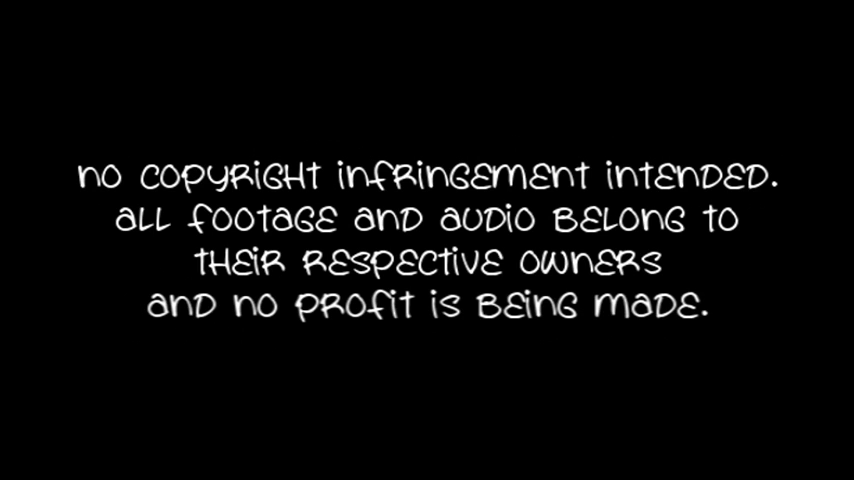 no copyright infringement intended.
all footage and audio belong to
their respective owners
and no profit is being made.